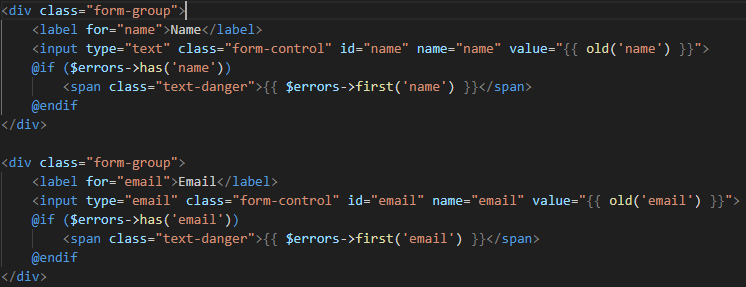 <div class="form-group">
    <label for="name">Name</label>
    <input type="text" class="form-control" id="name" name="name" value="{{ old('name') }}">
    @if ($errors->has('name'))
        <span class="text-danger">{{ $errors->first('name') }}</span>
    @endif
</div>

<div class="form-group">
    <label for="email">Email</label>
    <input type="email" class="form-control" id="email" name="email" value="{{ old('email') }}">
    @if ($errors->has('email'))
        <span class="text-danger">{{ $errors->first('email') }}</span>
    @endif
</div>